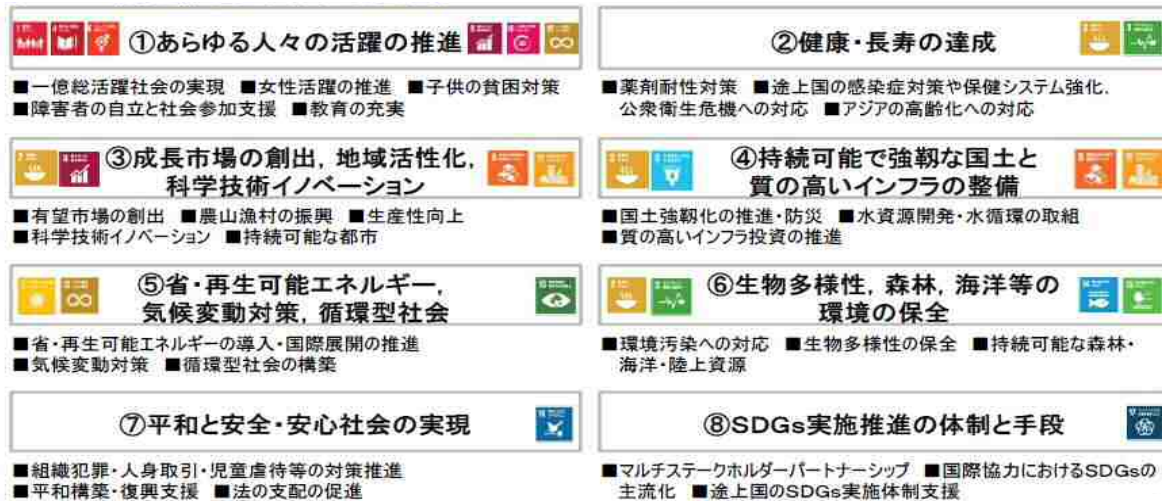 ①あらゆる人々の活躍の推進
■一億総活躍社会の実現 ■女性活躍の推進 ■子供の貧困対策
■障害者の自立と社会参加支援 ■教育の充実
②健康・長寿の達成
■薬剤耐性対策 ■途上国の感染症対策や保健システム強化,
公衆衛生危機への対応 ■アジアの高齢化への対応
③成長市場の創出,地域活性化,
科学技術イノベーション
■有望市場の創出 ■農山漁村の振興 ■生産性向上
■科学技術イノベーション ■持続可能な都市
④持続可能で強靱な国土と
質の高いインフラの整備
■国土強靱化の推進・防災 ■水資源開発・水循環の取組
■質の高いインフラ投資の推進
⑤省・再生可能エネルギー,
気候変動対策,循環型社会
■省・再生可能エネルギーの導入・国際展開の推進
■気候変動対策 ■循環型社会の構築
⑥生物多様性,森林,海洋等の
環境の保全
■環境汚染への対応 ■生物多様性の保全 ■持続可能な森林・
海洋・陸上資源
⑦平和と安全・安心社会の実現
■組織犯罪・人身取引・児童虐待等の対策推進
■平和構築・復興支援 ■法の支配の促進
⑧SDGs実施推進の体制と手段
■マルチステークホルダーパートナーシップ ■国際協力におけるSDGsの
主流化 ■途上国のSDGs実施体制支援